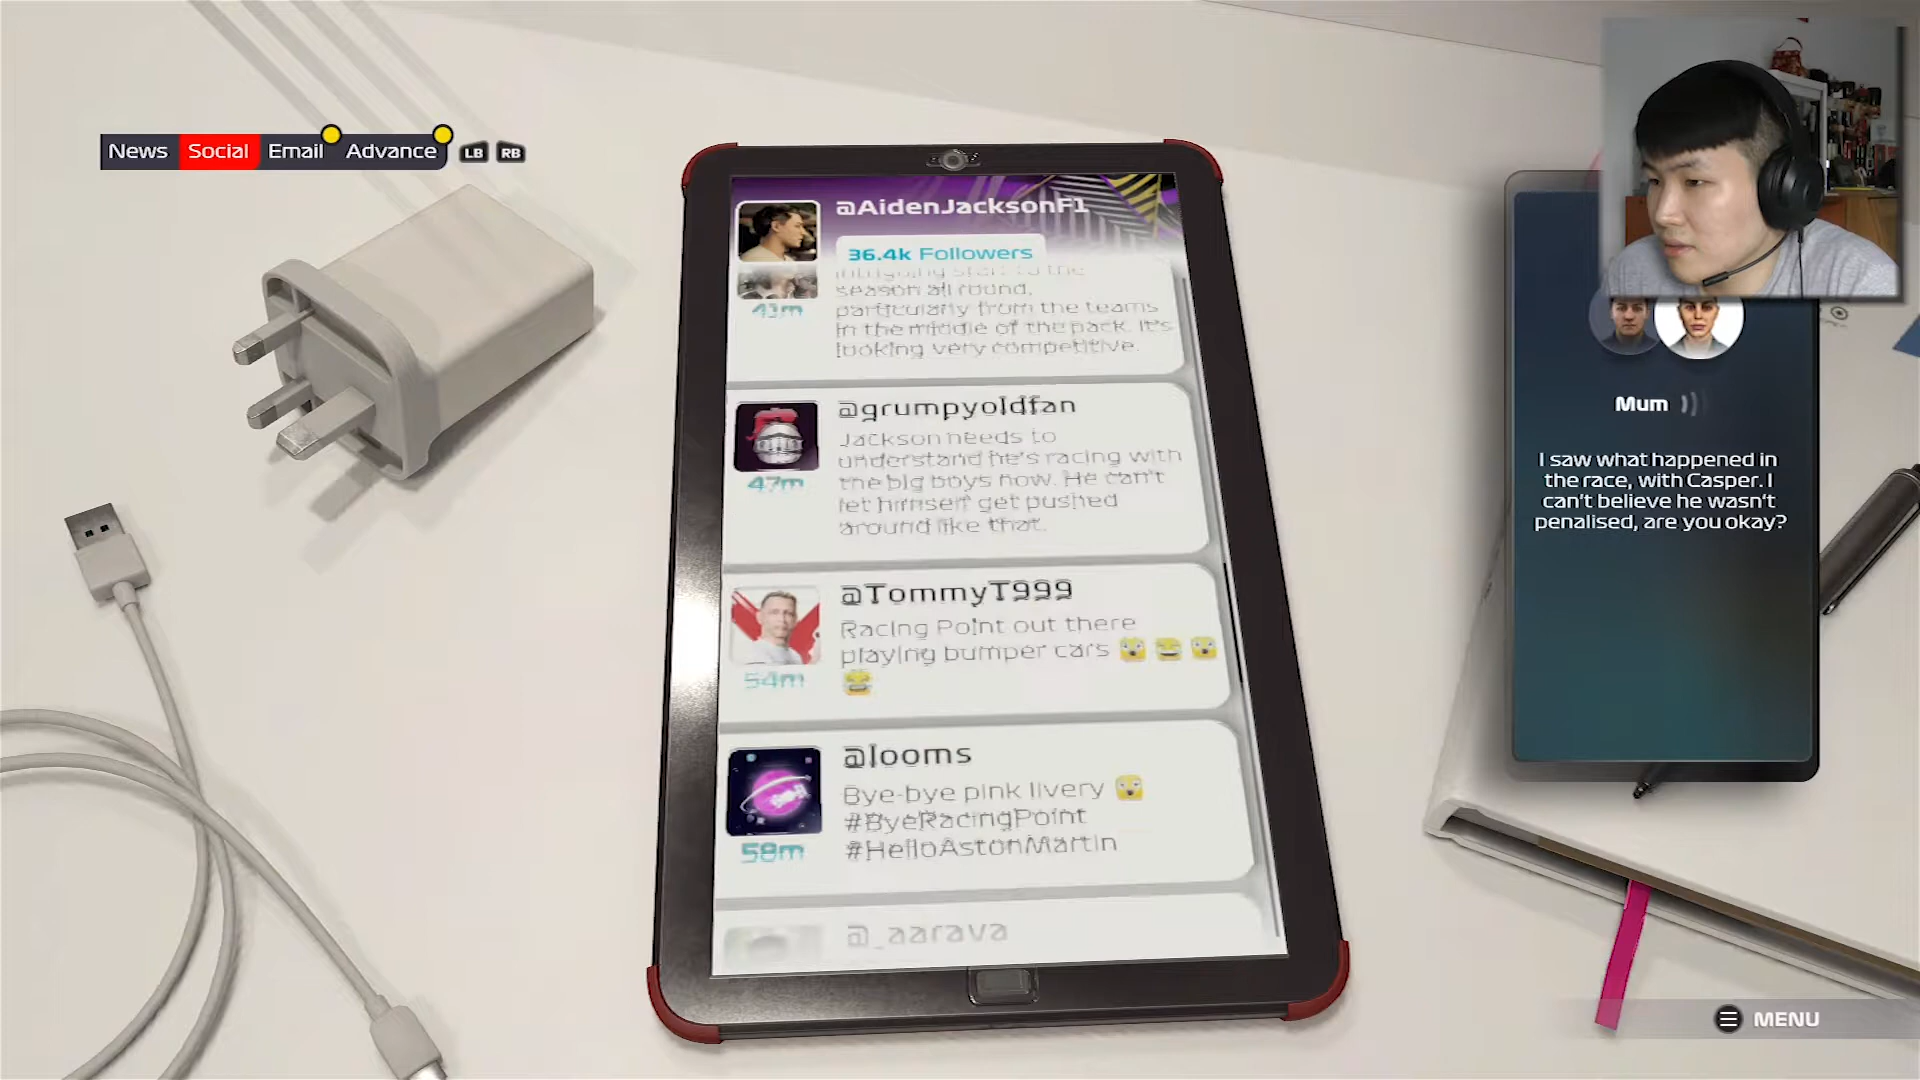 News Social Email Advance LB RB
@AidenJacksonF1
36.4k Followers
intriguing start to the
season all round,
particularly from the teams
in the middle of the pack. It's
looking very competitive.
41m
@grumpyoldfan
Jackson needs to
understand he's racing with
the big boys now. He can't
let himself get pushed
around like that.
47m
@TommyT999
Racing Point out there
playing bumper cars
54m
@looms
Bye-bye pink livery
#ByeRacingPoint
#HelloAstonMartin
58m
@_aarava
Mum
I saw what happened in
the race, with Casper. I
can't believe he wasn't
penalised, are you okay?
MENU